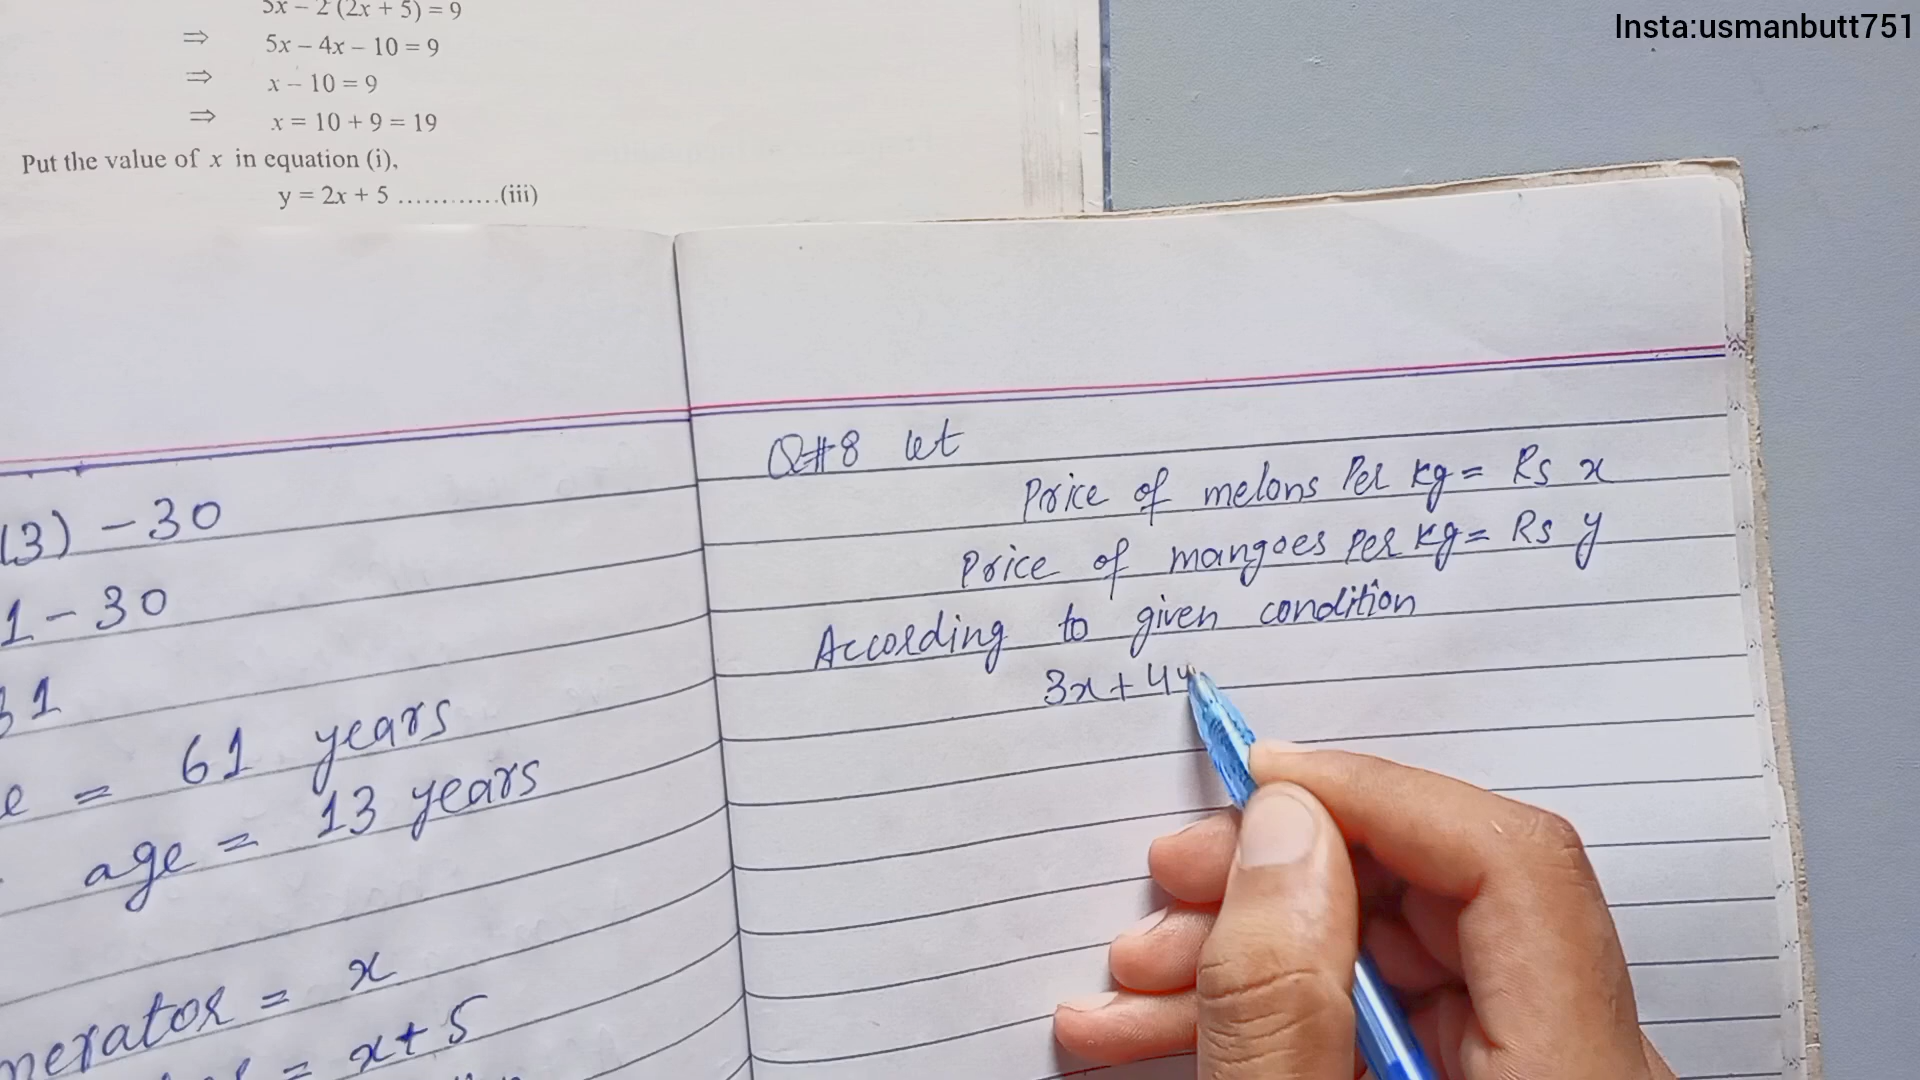 Insta:usmanbutt751
5x – 2 (2x + 5) = 9
⇒ 5x – 4x – 10 = 9
⇒ x – 10 = 9
⇒ x = 10 + 9 = 19
Put the value of x in equation (i),
y = 2x + 5 ............(iii)
(3) – 30
1 – 30
31
e = 61 years
age = 13 years
nerator = x
= x + 5
Q#8 let
Price of melons Per kg = Rs x
Price of mangoes Per kg = Rs y
According to given condition
3x + 4y